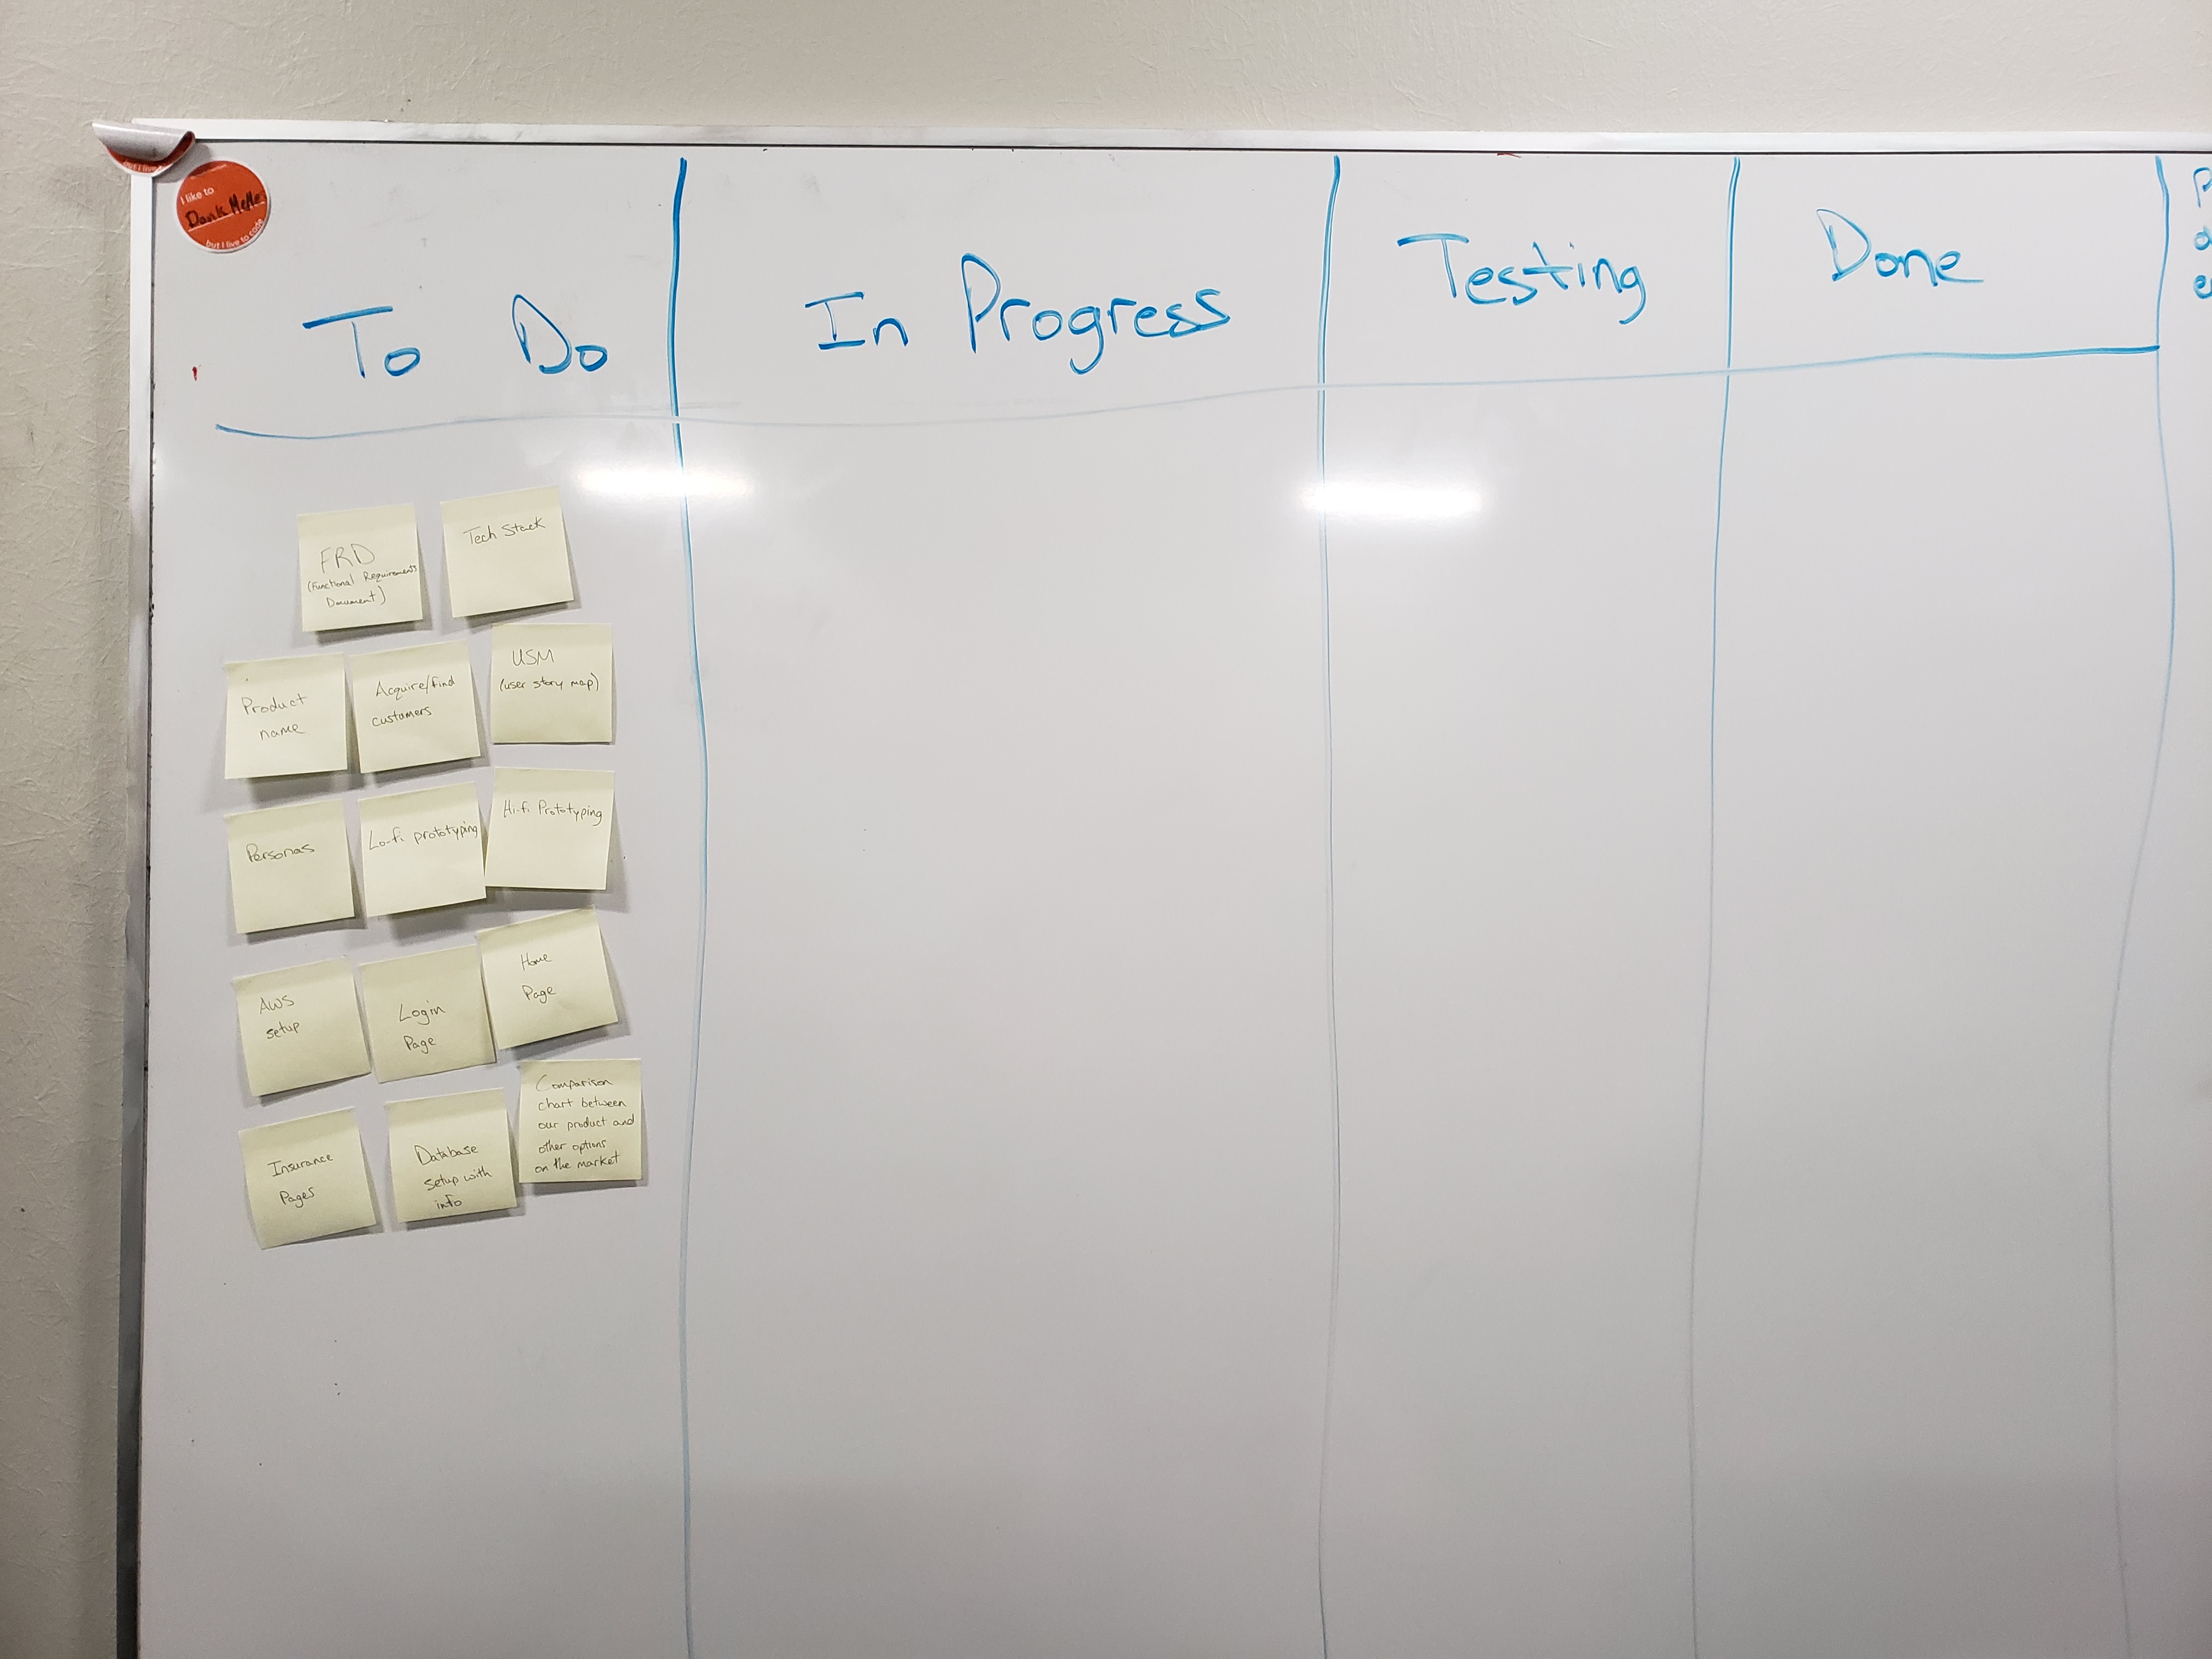 I like to
Dank MeMe
but I live to code
To Do
In Progress
Testing
Done
FRD
(Functional Requirements
Document)
Tech Stack
Product
name
Acquire/find
customers
USM
(user story map)
Personas
Lo-fi prototyping
Hi-fi Prototyping
AWS
setup
Login
Page
Home
Page
Insurance
Pages
Database
setup with
info
Comparison
chart between
our product and
other options
on the market